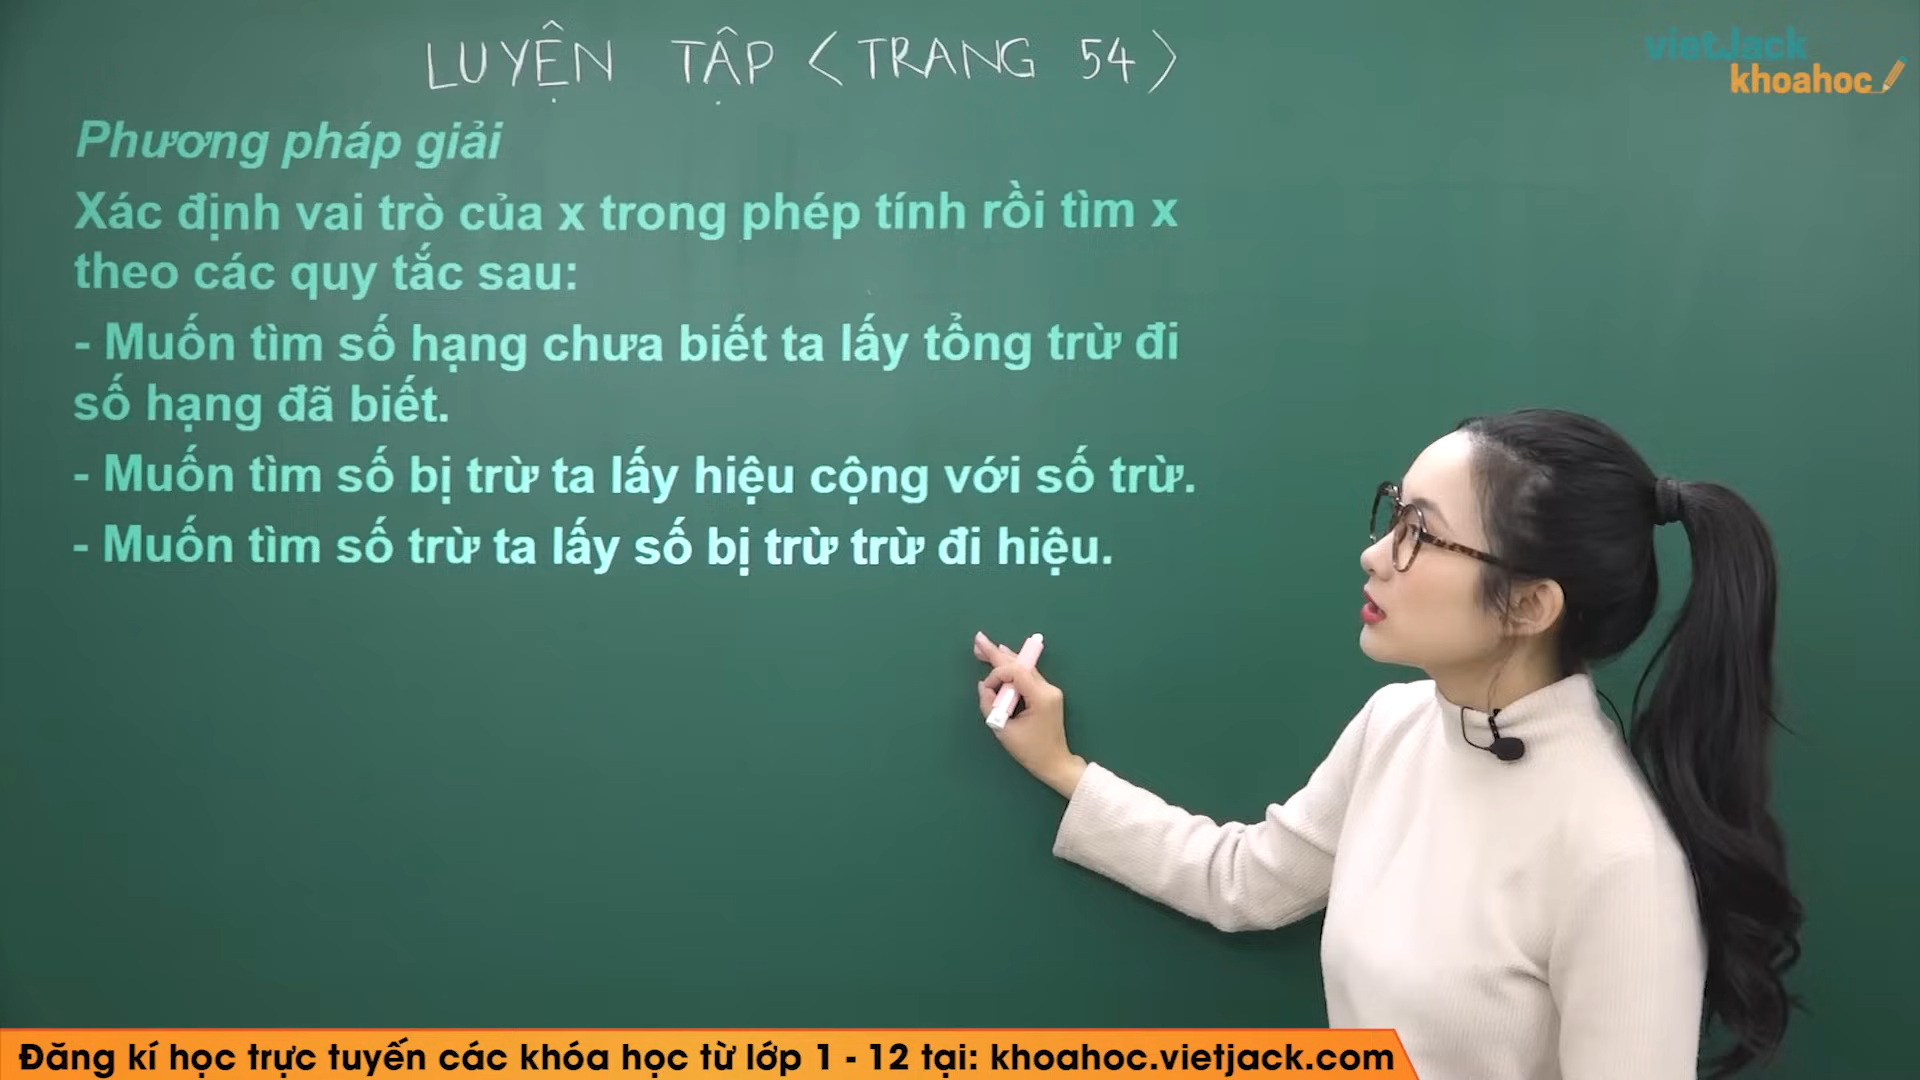 LUYỆN TẬP < TRANG 54 >
vietJack
khoahoc
Phương pháp giải
Xác định vai trò của x trong phép tính rồi tìm x
theo các quy tắc sau:
- Muốn tìm số hạng chưa biết ta lấy tổng trừ đi
số hạng đã biết.
- Muốn tìm số bị trừ ta lấy hiệu cộng với số trừ.
- Muốn tìm số trừ ta lấy số bị trừ trừ đi hiệu.
Đăng kí học trực tuyến các khóa học từ lớp 1 - 12 tại: khoahoc.vietjack.com